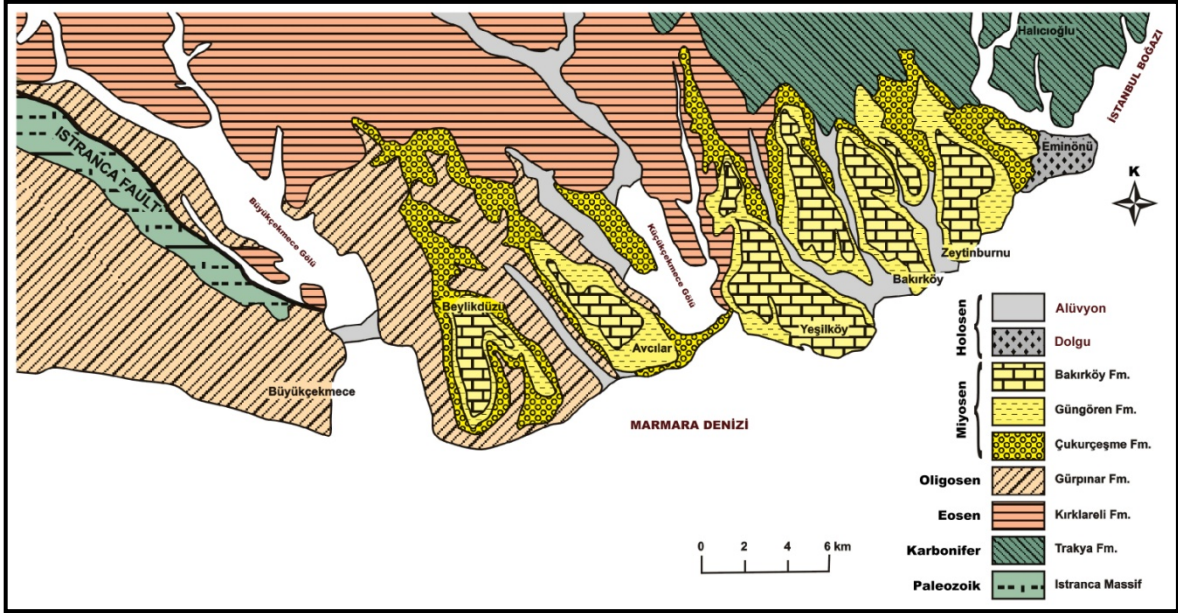 Halıcıoğlu
İSTANBUL BOĞAZI
Eminönü
K
ISTRANCA FAULT
Büyükçekmece Gölü
Küçükçekmece Gölü
Zeytinburnu
Bakırköy
Yeşilköy
Beylikdüzü
Avcılar
Büyükçekmece
MARMARA DENİZİ
Holosen
Alüvyon
Dolgu
Miyosen
Bakırköy Fm.
Güngören Fm.
Çukurçeşme Fm.
Oligosen Gürpınar Fm.
Eosen Kırklareli Fm.
Karbonifer Trakya Fm.
Paleozoik Istranca Massif
0 2 4 6 km